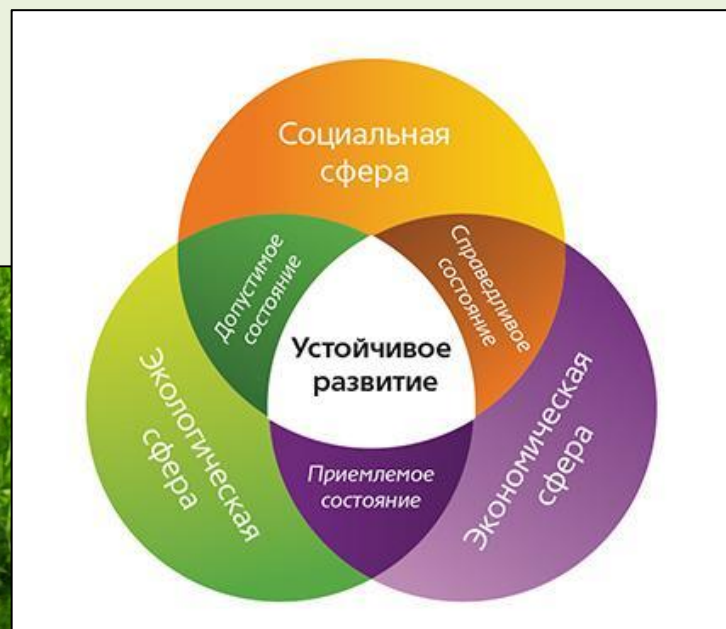 Социальная
сфера
Допустимое
состояние
Справедливое
состояние
Устойчивое
развитие
Экологическая
сфера
Экономическая
сфера
Приемлемое
состояние